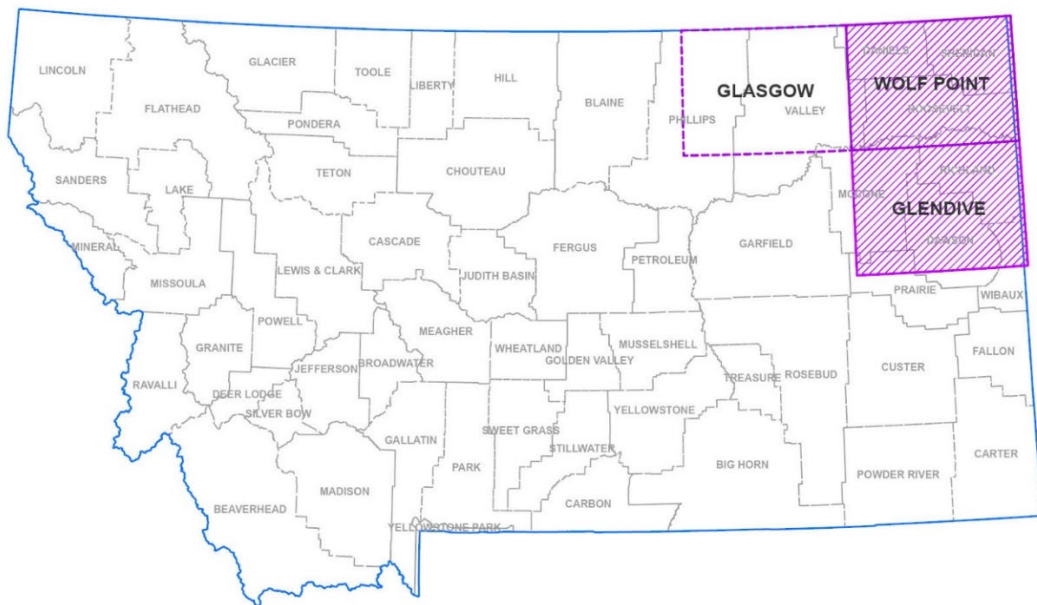 LINCOLN
GLACIER
TOOLE
LIBERTY
HILL
BLAINE
PHILLIPS
GLASGOW
VALLEY
DANIELS
SHERIDAN
WOLF POINT
ROOSEVELT
FLATHEAD
PONDERA
TETON
CHOUTEAU
SANDERS
LAKE
MCCONE
RICHLAND
GLENDIVE
DAWSON
MINERAL
MISSOULA
LEWIS & CLARK
CASCADE
JUDITH BASIN
FERGUS
PETROLEUM
GARFIELD
PRAIRIE
WIBAUX
POWELL
GRANITE
MEAGHER
WHEATLAND
GOLDEN VALLEY
MUSSELSHELL
JEFFERSON
BROADWATER
TREASURE
ROSEBUD
CUSTER
FALLON
RAVALLI
DEER LODGE
SILVER BOW
GALLATIN
SWEET GRASS
STILLWATER
YELLOWSTONE
PARK
BIG HORN
POWDER RIVER
CARTER
MADISON
BEAVERHEAD
CARBON
YELLOWSTONE PARK